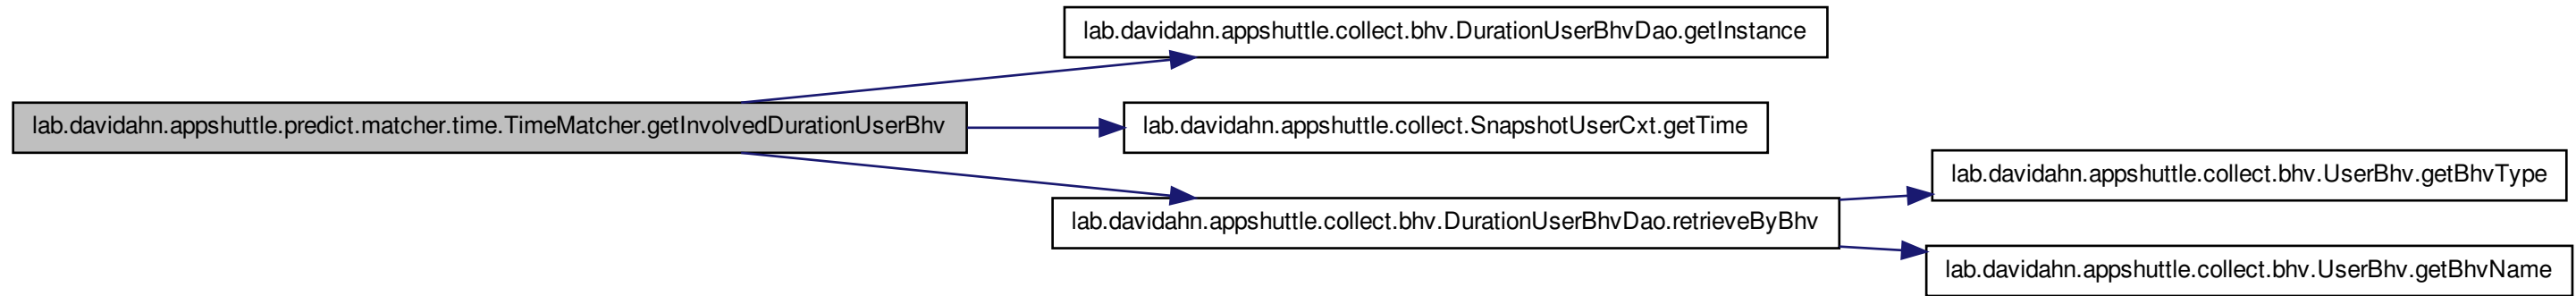 lab.davidahn.appshuttle.collect.bhv.DurationUserBhvDao.getInstance
lab.davidahn.appshuttle.predict.matcher.time.TimeMatcher.getInvolvedDurationUserBhv
lab.davidahn.appshuttle.collect.SnapshotUserCxt.getTime
lab.davidahn.appshuttle.collect.bhv.UserBhv.getBhvType
lab.davidahn.appshuttle.collect.bhv.DurationUserBhvDao.retrieveByBhv
lab.davidahn.appshuttle.collect.bhv.UserBhv.getBhvName